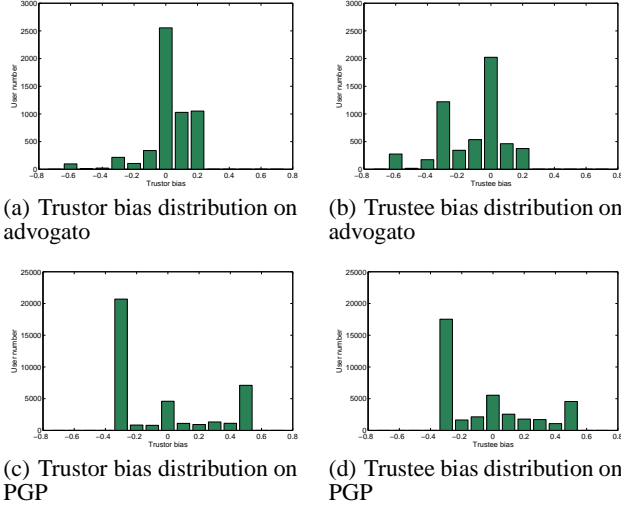 3000
2500
2000
1500
1000
500
0
User number
−0.8 −0.6 −0.4 −0.2 0 0.2 0.4 0.6 0.8
Trustor bias
(a) Trustor bias distribution on
advogato
3000
2500
2000
1500
1000
500
0
User number
−0.8 −0.6 −0.4 −0.2 0 0.2 0.4 0.6 0.8
Trustee bias
(b) Trustee bias distribution on
advogato
25000
20000
15000
10000
5000
0
User number
−0.8 −0.6 −0.4 −0.2 0 0.2 0.4 0.6 0.8
Trustor bias
(c) Trustor bias distribution on
PGP
25000
20000
15000
10000
5000
0
User number
−0.8 −0.6 −0.4 −0.2 0 0.2 0.4 0.6 0.8
Trustee bias
(d) Trustee bias distribution on
PGP